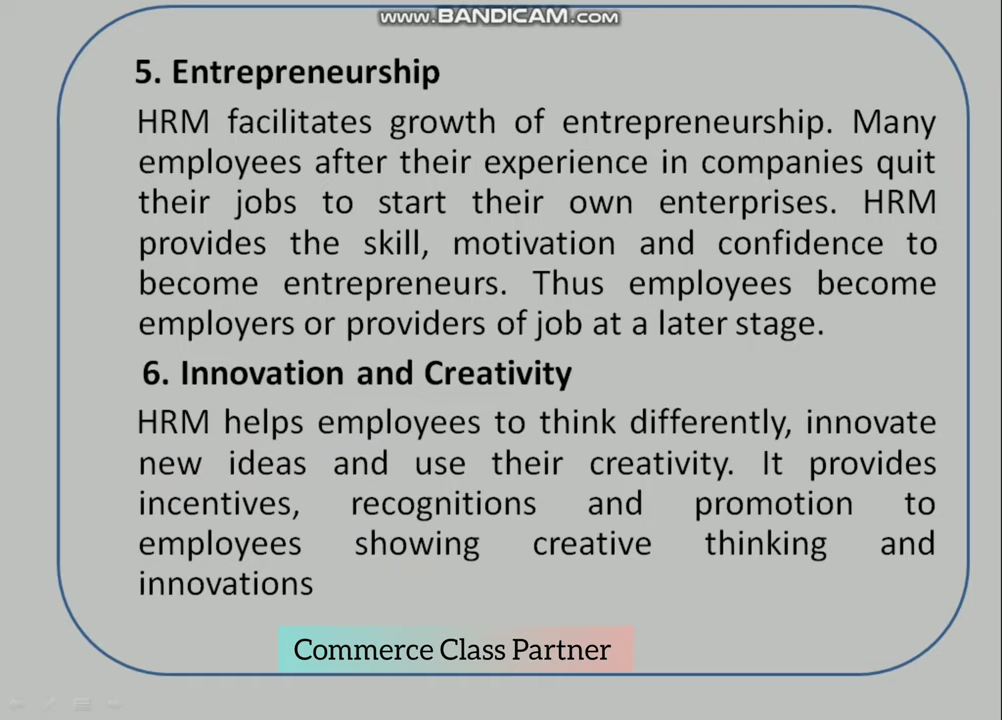 www.BANDICAM.com
5. Entrepreneurship
HRM facilitates growth of entrepreneurship. Many
employees after their experience in companies quit
their jobs to start their own enterprises. HRM
provides the skill, motivation and confidence to
become entrepreneurs. Thus employees become
employers or providers of job at a later stage.
6. Innovation and Creativity
HRM helps employees to think differently, innovate
new ideas and use their creativity. It provides
incentives, recognitions and promotion to
employees showing creative thinking and
innovations
Commerce Class Partner